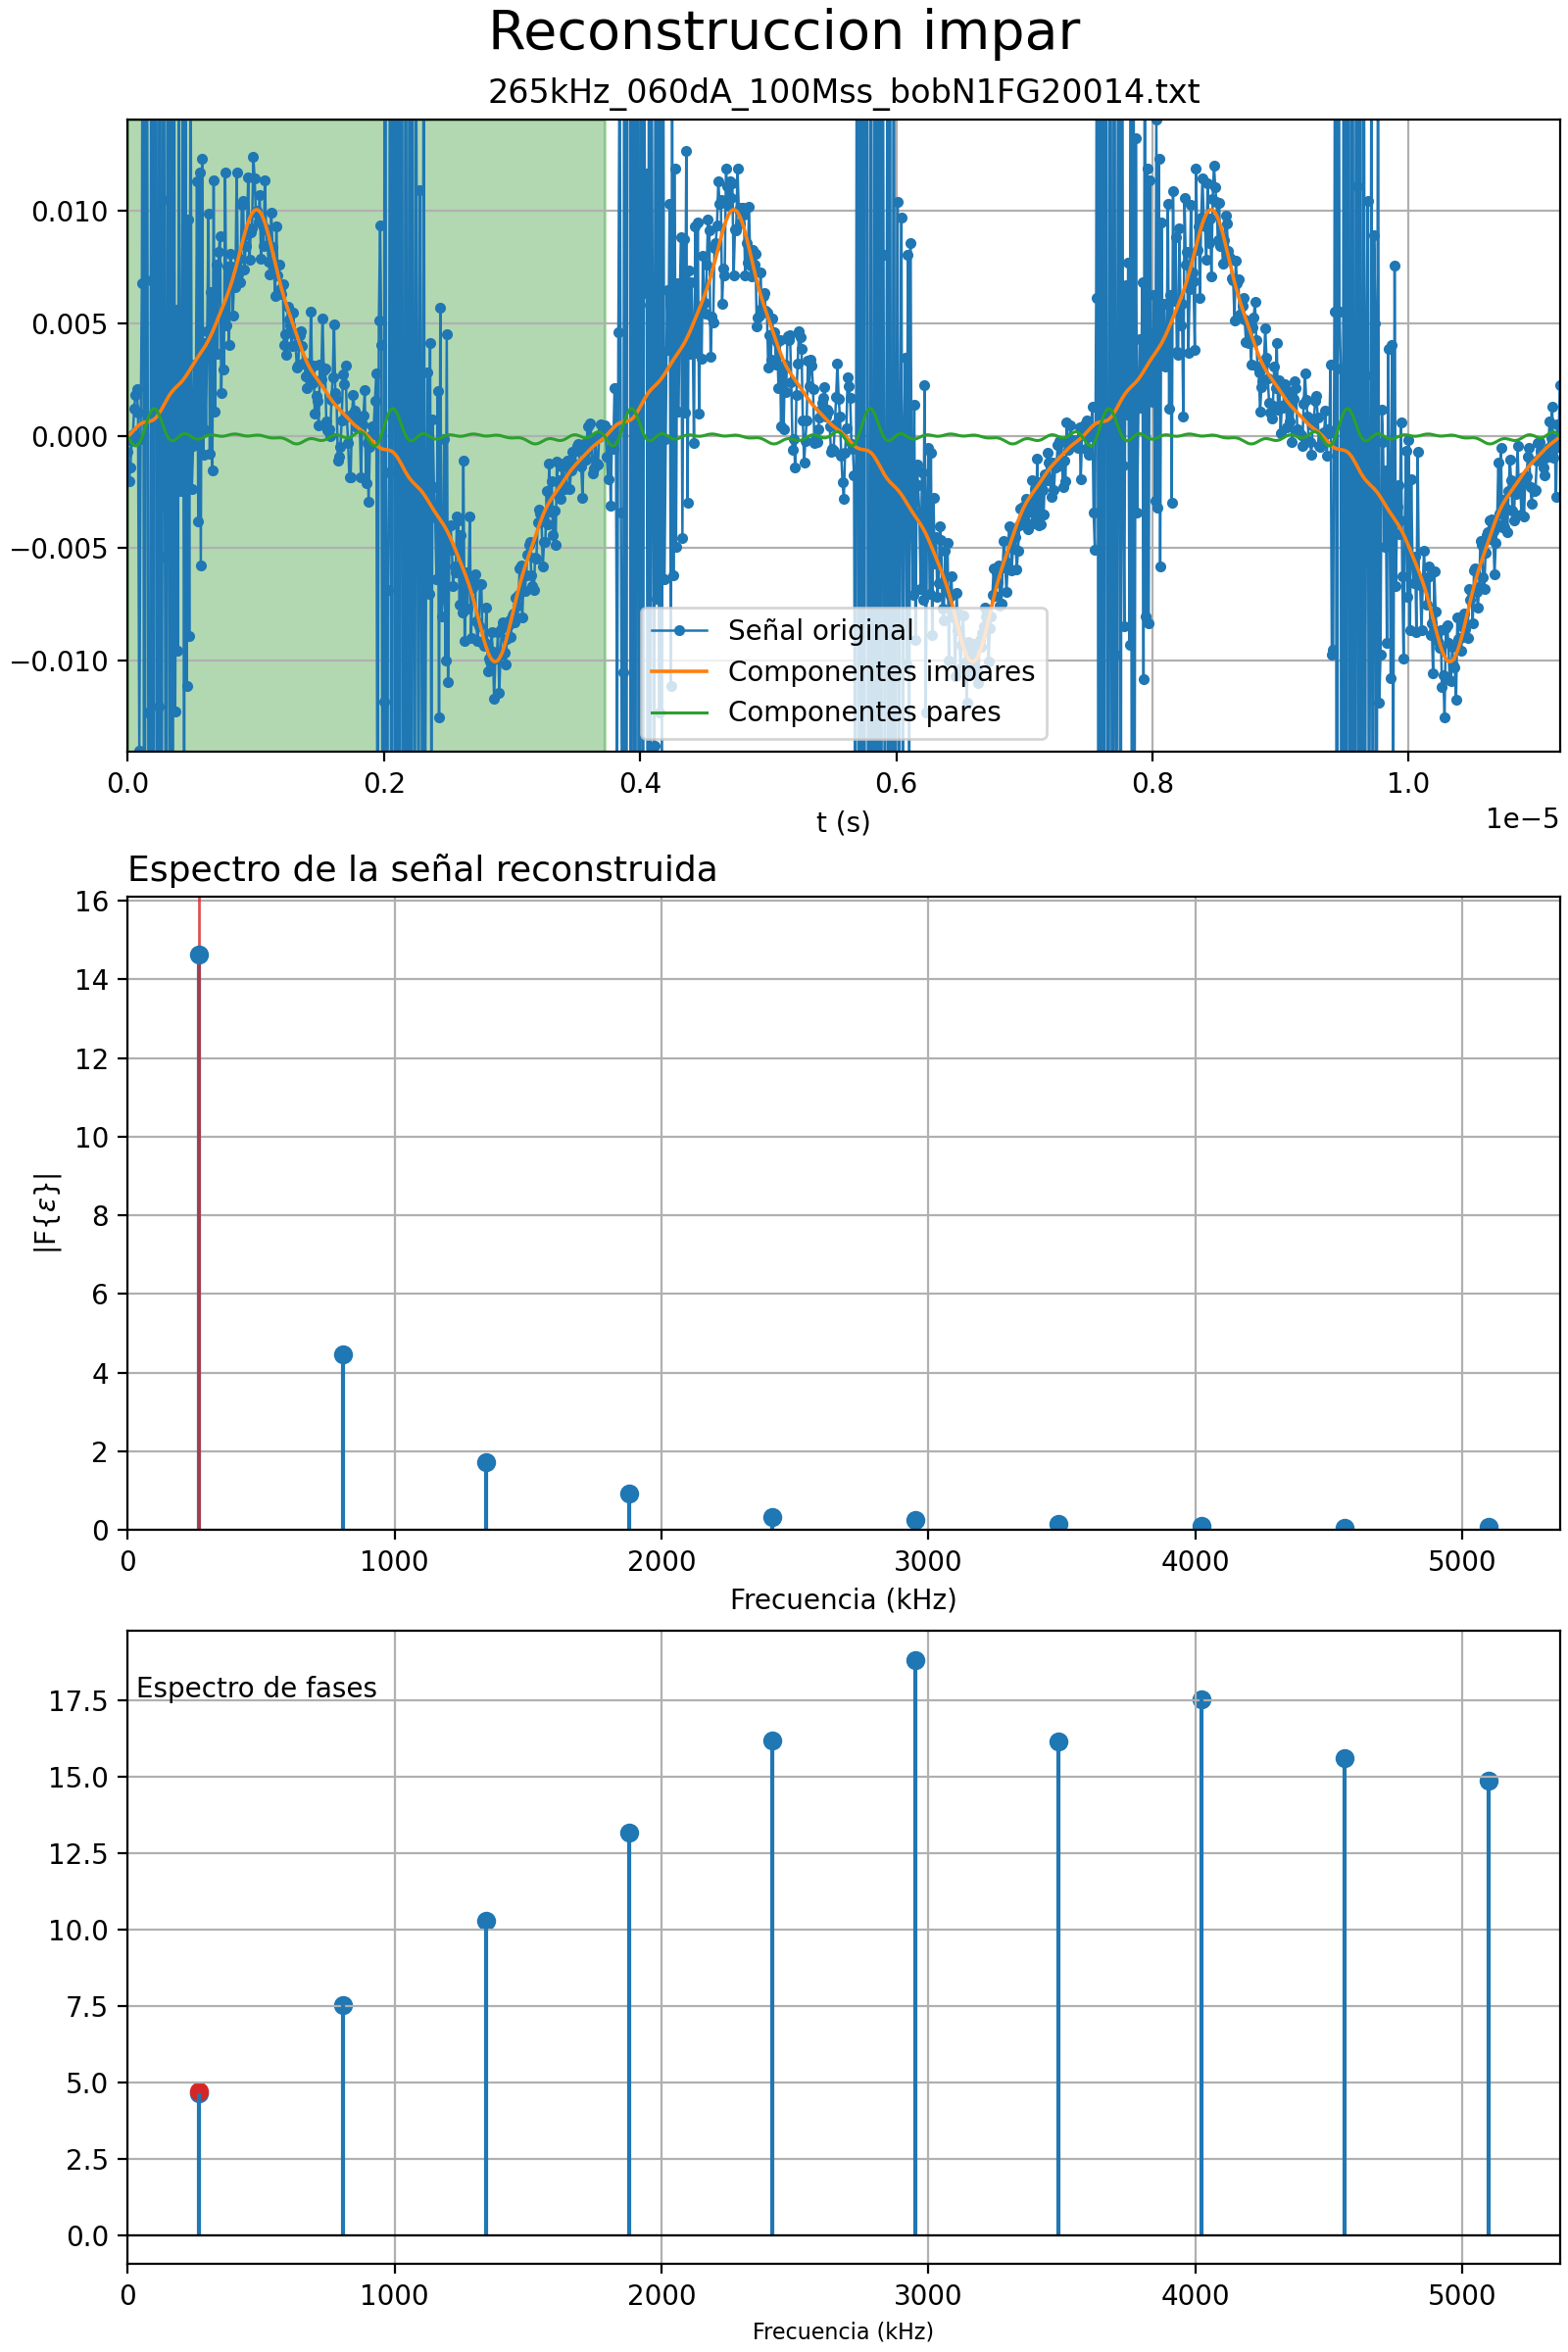 Reconstruccion impar
265kHz_060dA_100Mss_bobN1FG20014.txt
0.010
0.005
0.000
−0.005
−0.010
Señal original
Componentes impares
Componentes pares
0.0 0.2 0.4 0.6 0.8 1.0
t (s)
1e−5
Espectro de la señal reconstruida
16
14
12
10
8
6
4
2
0
|F{ε}|
0 1000 2000 3000 4000 5000
Frecuencia (kHz)
Espectro de fases
17.5
15.0
12.5
10.0
7.5
5.0
2.5
0.0
0 1000 2000 3000 4000 5000
Frecuencia (kHz)